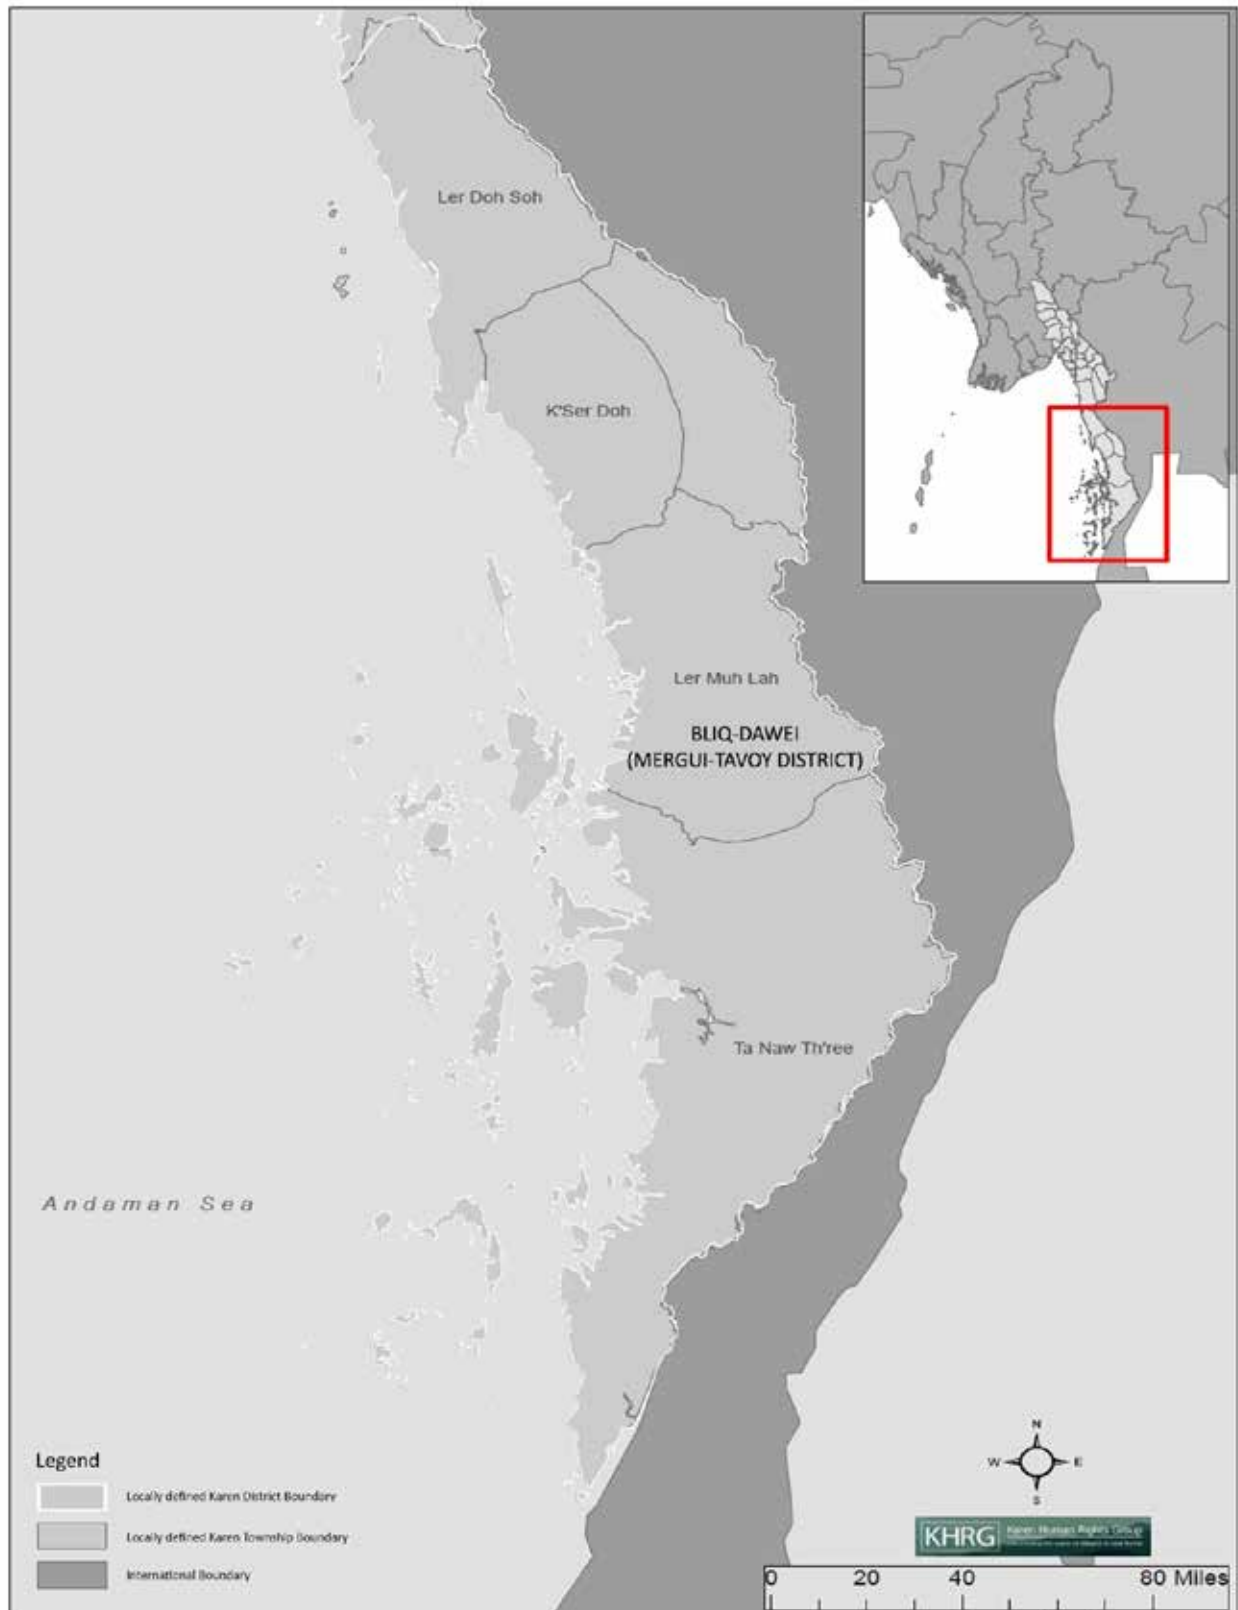 Ler Doh Soh
K'Ser Doh
Ler Muh Lah
BLIQ-DAWEI
(MERGUI-TAVOY DISTRICT)
Ta Naw Th'ree
Andaman Sea
Legend
Locally defined Karen District Boundary
Locally defined Karen Township Boundary
International Boundary
N
W E
S
KHRG Karen Human Rights Group
0 20 40 80 Miles